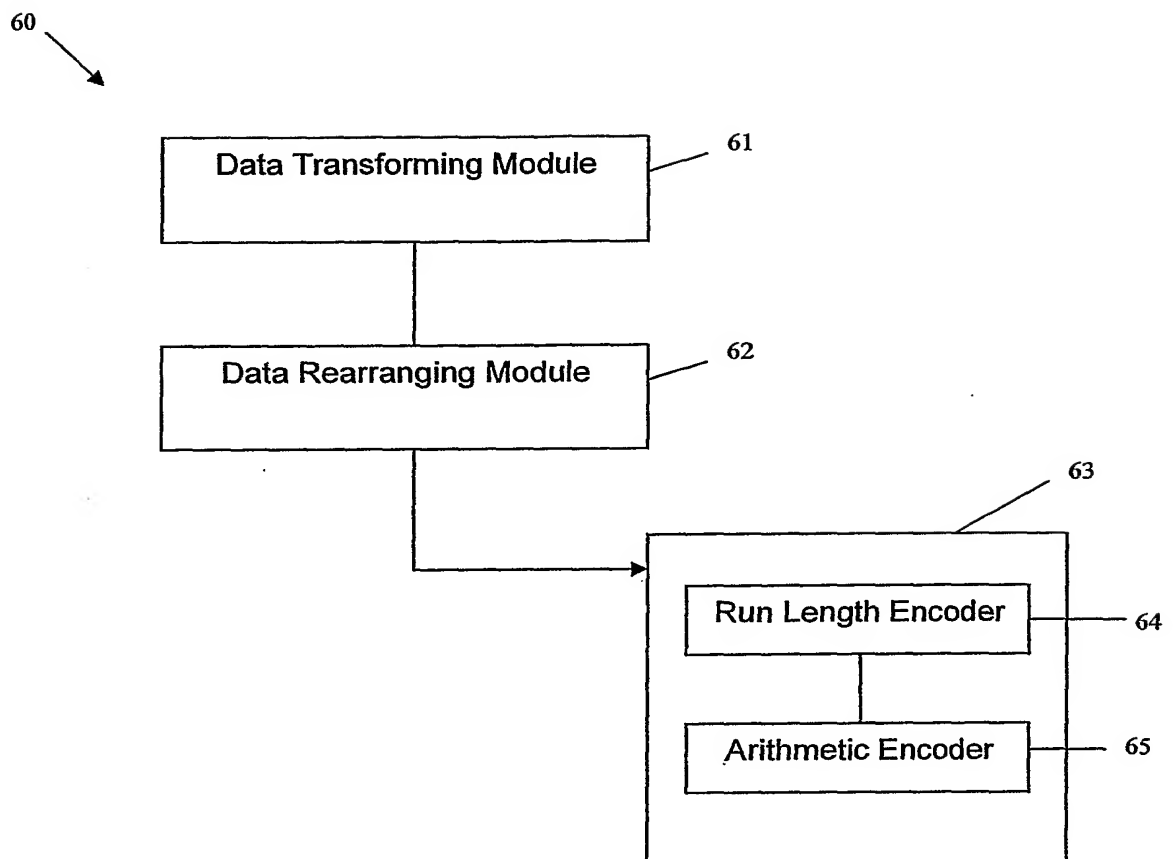 60
Data Transforming Module
61
Data Rearranging Module
62
63
Run Length Encoder
64
Arithmetic Encoder
65